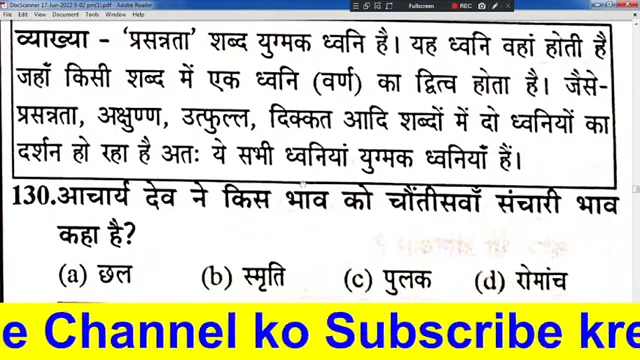 DocScanner 17-Jun-2022 9-02 pm(1).pdf - Adobe Reader
File Edit View Window Help
Fullscreen REC
व्याख्या - ‘प्रसन्नता’ शब्द युग्मक ध्वनि है। यह ध्वनि वहां होती है
जहाँ किसी शब्द में एक ध्वनि (वर्ण) का द्वित्व होता है। जैसे-
प्रसन्नता, अक्षुण्ण, उत्फुल्ल, दिक्कत आदि शब्दों में दो ध्वनियों का
दर्शन हो रहा है अतः ये सभी ध्वनियां युग्मक ध्वनियाँ हैं।
130.आचार्य देव ने किस भाव को चौंतीसवाँ संचारी भाव
कहा है?
(a) छल (b) स्मृति (c) पुलक (d) रोमांच
e Channel ko Subscribe kre